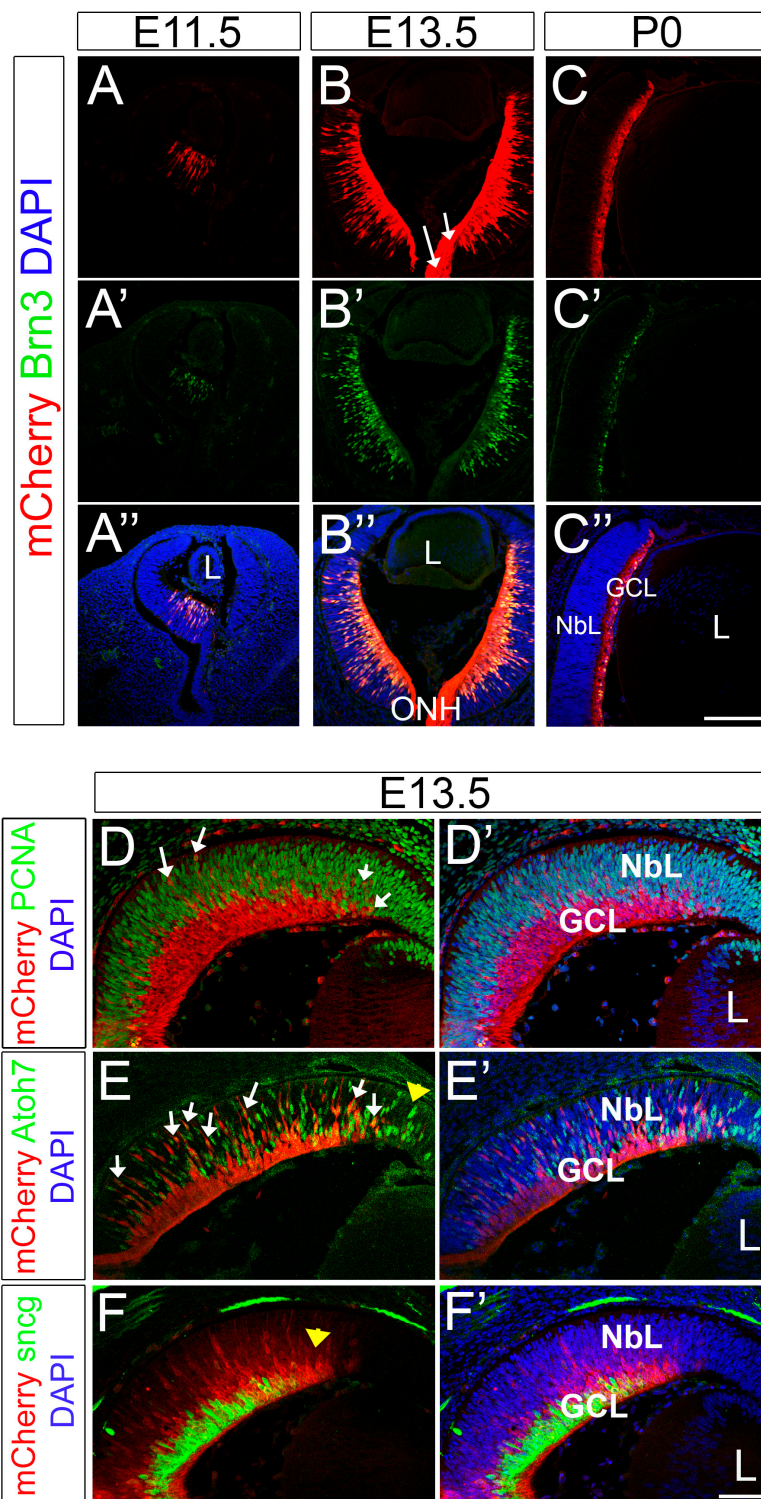 E11.5 E13.5 P0
mCherry Brn3 DAPI
A B C
A' B' C'
A'' B'' C''
L L GCL
NbL L
ONH
E13.5
mCherry PCNA
DAPI
D D'
NbL
GCL
L
mCherry Atoh7
DAPI
E E'
NbL
GCL
L
mCherry sncg
DAPI
F F'
NbL
GCL
L